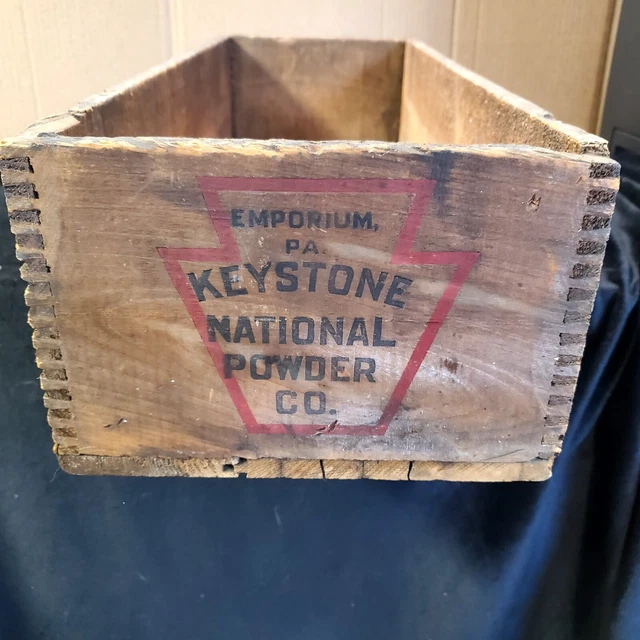 EMPORIUM,
PA.
KEYSTONE
NATIONAL
POWDER
CO.